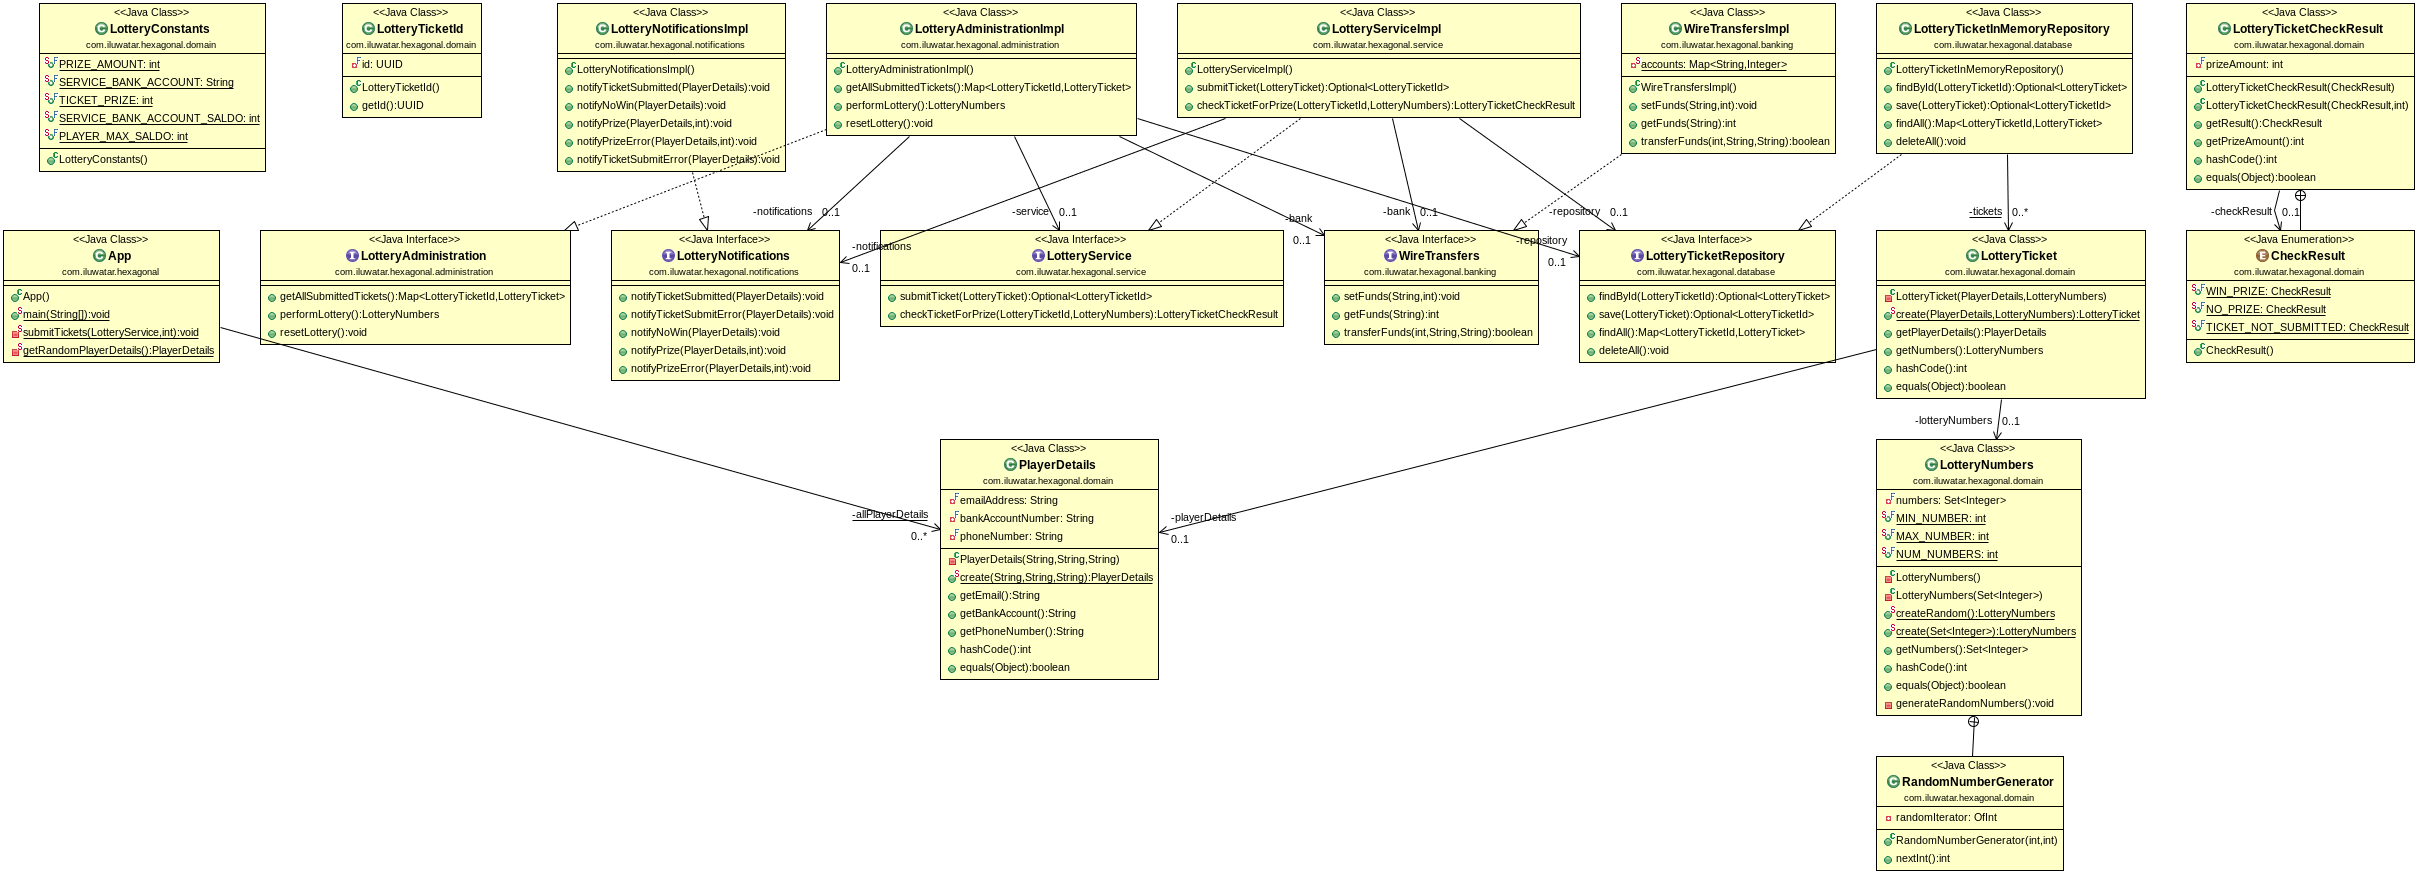 <<Java Class>>
LotteryConstants
com.iluwatar.hexagonal.domain
PRIZE_AMOUNT: int
SERVICE_BANK_ACCOUNT: String
TICKET_PRIZE: int
SERVICE_BANK_ACCOUNT_SALDO: int
PLAYER_MAX_SALDO: int
LotteryConstants()
<<Java Class>>
LotteryTicketId
com.iluwatar.hexagonal.domain
id: UUID
LotteryTicketId()
getId():UUID
<<Java Class>>
LotteryNotificationsImpl
com.iluwatar.hexagonal.notifications
LotteryNotificationsImpl()
notifyTicketSubmitted(PlayerDetails):void
notifyNoWin(PlayerDetails):void
notifyPrize(PlayerDetails,int):void
notifyPrizeError(PlayerDetails,int):void
notifyTicketSubmitError(PlayerDetails):void
<<Java Class>>
LotteryAdministrationImpl
com.iluwatar.hexagonal.administration
LotteryAdministrationImpl()
getAllSubmittedTickets():Map<LotteryTicketId,LotteryTicket>
performLottery():LotteryNumbers
resetLottery():void
<<Java Class>>
LotteryServiceImpl
com.iluwatar.hexagonal.service
LotteryServiceImpl()
submitTicket(LotteryTicket):Optional<LotteryTicketId>
checkTicketForPrize(LotteryTicketId,LotteryNumbers):LotteryTicketCheckResult
<<Java Class>>
WireTransfersImpl
com.iluwatar.hexagonal.banking
accounts: Map<String,Integer>
WireTransfersImpl()
setFunds(String,int):void
getFunds(String):int
transferFunds(int,String,String):boolean
<<Java Class>>
LotteryTicketInMemoryRepository
com.iluwatar.hexagonal.database
LotteryTicketInMemoryRepository()
findById(LotteryTicketId):Optional<LotteryTicket>
save(LotteryTicket):Optional<LotteryTicketId>
findAll():Map<LotteryTicketId,LotteryTicket>
deleteAll():void
<<Java Class>>
LotteryTicketCheckResult
com.iluwatar.hexagonal.domain
prizeAmount: int
LotteryTicketCheckResult(CheckResult)
LotteryTicketCheckResult(CheckResult,int)
getResult():CheckResult
getPrizeAmount():int
hashCode():int
equals(Object):boolean
-notifications 0..1
-service 0..1
-bank
0..1
-bank 0..1
-repository 0..1
-tickets 0..*
-checkResult 0..1
-notifications
0..1
-repository
0..1
<<Java Class>>
App
com.iluwatar.hexagonal
App()
main(String[]):void
submitTickets(LotteryService,int):void
getRandomPlayerDetails():PlayerDetails
<<Java Interface>>
LotteryAdministration
com.iluwatar.hexagonal.administration
getAllSubmittedTickets():Map<LotteryTicketId,LotteryTicket>
performLottery():LotteryNumbers
resetLottery():void
<<Java Interface>>
LotteryNotifications
com.iluwatar.hexagonal.notifications
notifyTicketSubmitted(PlayerDetails):void
notifyTicketSubmitError(PlayerDetails):void
notifyNoWin(PlayerDetails):void
notifyPrize(PlayerDetails,int):void
notifyPrizeError(PlayerDetails,int):void
<<Java Interface>>
LotteryService
com.iluwatar.hexagonal.service
submitTicket(LotteryTicket):Optional<LotteryTicketId>
checkTicketForPrize(LotteryTicketId,LotteryNumbers):LotteryTicketCheckResult
<<Java Interface>>
WireTransfers
com.iluwatar.hexagonal.banking
setFunds(String,int):void
getFunds(String):int
transferFunds(int,String,String):boolean
<<Java Interface>>
LotteryTicketRepository
com.iluwatar.hexagonal.database
findById(LotteryTicketId):Optional<LotteryTicket>
save(LotteryTicket):Optional<LotteryTicketId>
findAll():Map<LotteryTicketId,LotteryTicket>
deleteAll():void
<<Java Class>>
LotteryTicket
com.iluwatar.hexagonal.domain
LotteryTicket(PlayerDetails,LotteryNumbers)
create(PlayerDetails,LotteryNumbers):LotteryTicket
getPlayerDetails():PlayerDetails
getNumbers():LotteryNumbers
hashCode():int
equals(Object):boolean
<<Java Enumeration>>
CheckResult
com.iluwatar.hexagonal.domain
WIN_PRIZE: CheckResult
NO_PRIZE: CheckResult
TICKET_NOT_SUBMITTED: CheckResult
CheckResult()
-lotteryNumbers 0..1
-allPlayerDetails
0..*
-playerDetails
0..1
<<Java Class>>
PlayerDetails
com.iluwatar.hexagonal.domain
emailAddress: String
bankAccountNumber: String
phoneNumber: String
PlayerDetails(String,String,String)
create(String,String,String):PlayerDetails
getEmail():String
getBankAccount():String
getPhoneNumber():String
hashCode():int
equals(Object):boolean
<<Java Class>>
LotteryNumbers
com.iluwatar.hexagonal.domain
numbers: Set<Integer>
MIN_NUMBER: int
MAX_NUMBER: int
NUM_NUMBERS: int
LotteryNumbers()
LotteryNumbers(Set<Integer>)
createRandom():LotteryNumbers
create(Set<Integer>):LotteryNumbers
getNumbers():Set<Integer>
hashCode():int
equals(Object):boolean
generateRandomNumbers():void
<<Java Class>>
RandomNumberGenerator
com.iluwatar.hexagonal.domain
randomIterator: OfInt
RandomNumberGenerator(int,int)
nextInt():int